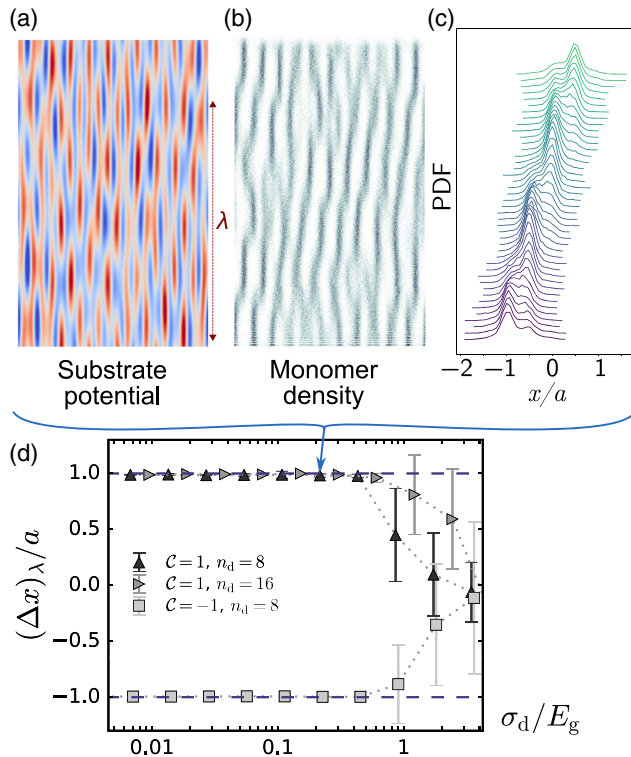 (a)
(b)
(c)
λ
PDF
−2 −1 0 1
x/a
Substrate
potential
Monomer
density
(d)
1.0
0.5
0.0
−0.5
−1.0
(Δx)λ/a
C=1, nd=8
C=1, nd=16
C=−1, nd=8
0.01 0.1 1
σd/Eg